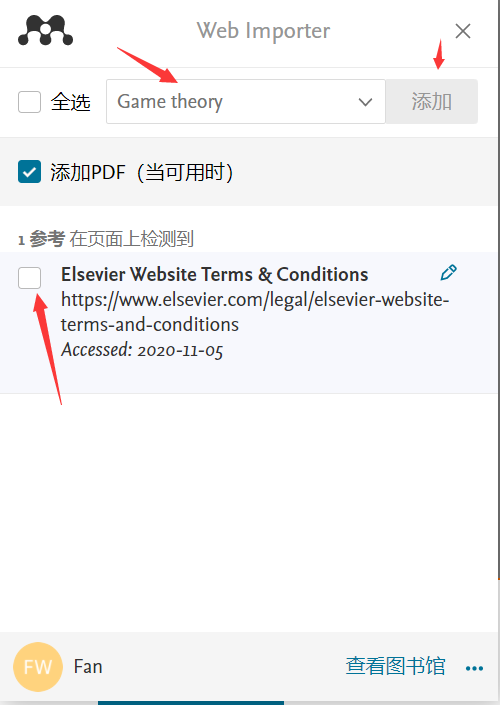 Web Importer
全选
Game theory
添加
添加PDF（当可用时）
1 参考 在页面上检测到
Elsevier Website Terms & Conditions
https://www.elsevier.com/legal/elsevier-website-
terms-and-conditions
Accessed: 2020-11-05
FW
Fan
查看图书馆